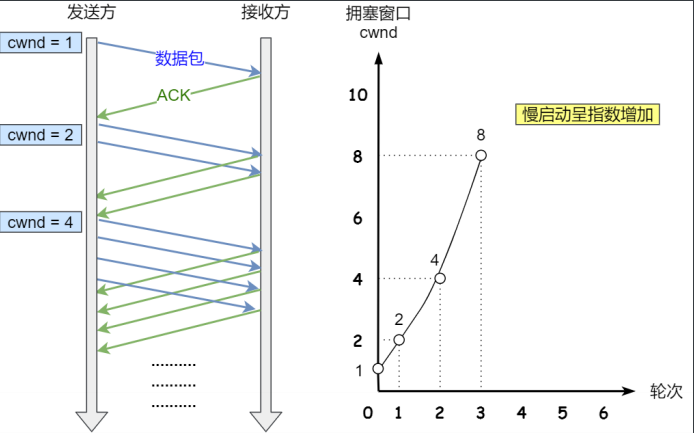 发送方
接收方
cwnd = 1
数据包
ACK
cwnd = 2
cwnd = 4
..........
..........
..........
拥塞窗口
cwnd
慢启动呈指数增加
10
8
6
4
2
1
8
4
2
0 1 2 3 4 5 6
轮次